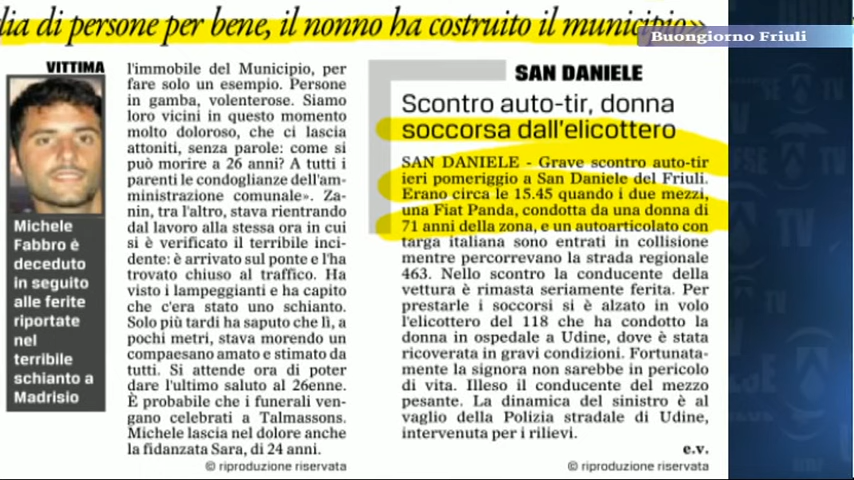 lia di persone per bene, il nonno ha costruito il municipio»
Buongiorno Friuli
VITTIMA
Michele
Fabbro è
deceduto
in seguito
alle ferite
riportate
nel
terribile
schianto a
Madrisio
l'immobile del Municipio, per
fare solo un esempio. Persone
in gamba, volenterose. Siamo
loro vicini in questo momento
molto doloroso, che ci lascia
attoniti, senza parole: come si
può morire a 26 anni? A tutti i
parenti le condoglianze dell'am-
ministrazione comunale». Za-
nin, tra l'altro, stava rientrando
dal lavoro alla stessa ora in cui
si è verificato il terribile inci-
dente: è arrivato sul ponte e l'ha
trovato chiuso al traffico. Ha
visto i lampeggianti e ha capito
che c'era stato uno schianto.
Solo più tardi ha saputo che lì, a
pochi metri, stava morendo un
compaesano amato e stimato da
tutti. Si attende ora di poter
dare l'ultimo saluto al 26enne.
È probabile che i funerali ven-
gano celebrati a Talmassons.
Michele lascia nel dolore anche
la fidanzata Sara, di 24 anni.
© riproduzione riservata
SAN DANIELE
Scontro auto-tir, donna
soccorsa dall'elicottero
SAN DANIELE - Grave scontro auto-tir
ieri pomeriggio a San Daniele del Friuli.
Erano circa le 15.45 quando i due mezzi,
una Fiat Panda, condotta da una donna di
71 anni della zona, e un autoarticolato con
targa italiana sono entrati in collisione
mentre percorrevano la strada regionale
463. Nello scontro la conducente della
vettura è rimasta seriamente ferita. Per
prestarle i soccorsi si è alzato in volo
l'elicottero del 118 che ha condotto la
donna in ospedale a Udine, dove è stata
ricoverata in gravi condizioni. Fortunata-
mente la signora non sarebbe in pericolo
di vita. Illeso il conducente del mezzo
pesante. La dinamica del sinistro è al
vaglio della Polizia stradale di Udine,
intervenuta per i rilievi.
e.v.
© riproduzione riservata